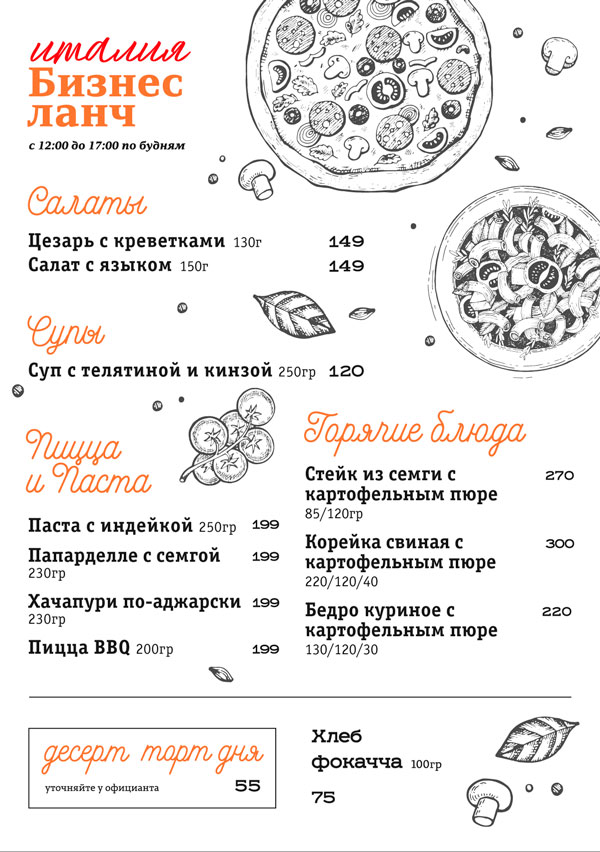 италия
Бизнес
ланч
с 12:00 до 17:00 по будням
Салаты
Цезарь с креветками 130г 149
Салат с языком 150г 149
Супы
Суп с телятиной и кинзой 250гр 120
Пицца
и Паста
Паста с индейкой 250гр 199
Папарделле с семгой 199
230гр
Хачапури по-аджарски 199
230гр
Пицца BBQ 200гр 199
Горячие блюда
Стейк из семги с 270
картофельным пюре
85/120гр
Корейка свиная с 300
картофельным пюре
220/120/40
Бедро куриное с 220
картофельным пюре
130/120/30
десерт торт дня
уточняйте у официанта 55
Хлеб
фокачча 100гр
75